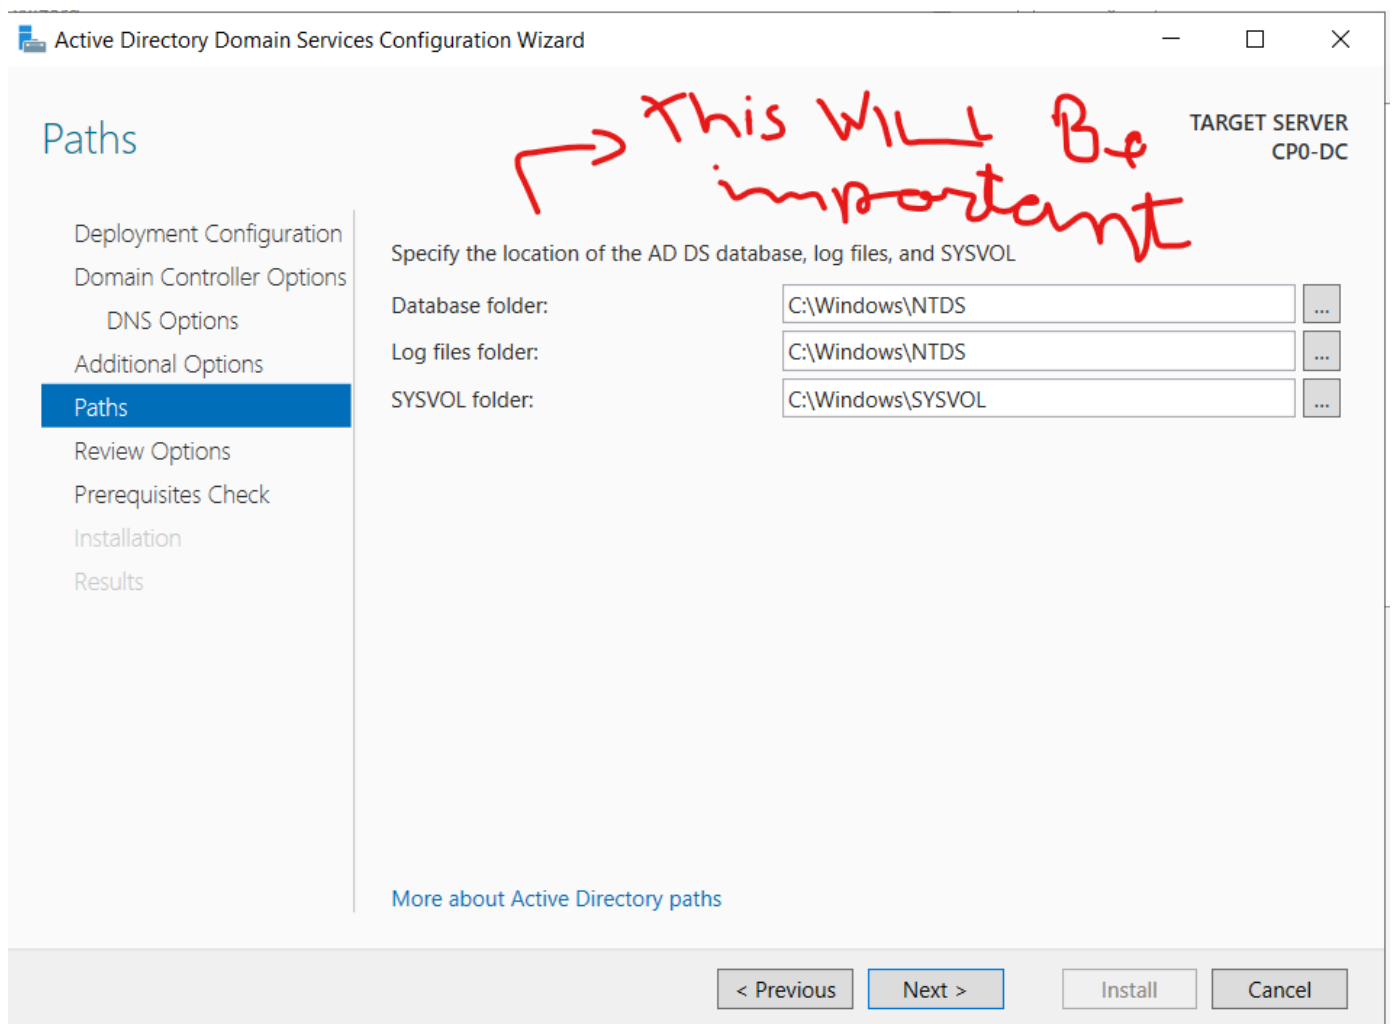 Active Directory Domain Services Configuration Wizard
Paths
This WILL Be
important
TARGET SERVER
CP0-DC
Deployment Configuration
Domain Controller Options
DNS Options
Additional Options
Paths
Review Options
Prerequisites Check
Installation
Results
Specify the location of the AD DS database, log files, and SYSVOL
Database folder: C:\Windows\NTDS ...
Log files folder: C:\Windows\NTDS ...
SYSVOL folder: C:\Windows\SYSVOL ...
More about Active Directory paths
< Previous Next > Install Cancel